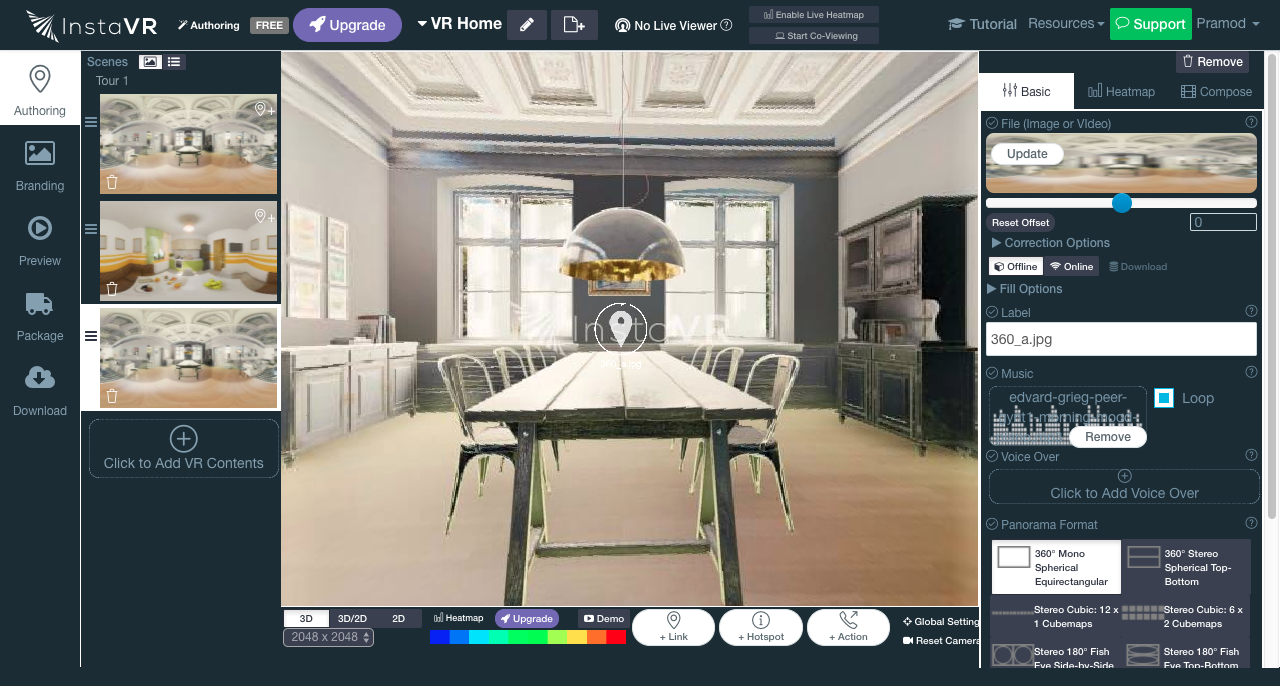 InstaVR
Authoring
FREE
Upgrade
VR Home
No Live Viewer
Enable Live Heatmap
Start Co-Viewing
Tutorial
Resources
Support
Pramod
Authoring
Branding
Preview
Package
Download
Scenes
Tour 1
Click to Add VR Contents
InstaVR
3D
3D/2D
2D
2048 x 2048
Heatmap
Upgrade
Demo
+ Link
+ Hotspot
+ Action
Global Setting
Reset Camera
Remove
Basic
Heatmap
Compose
File (Image or VIdeo)
Update
Reset Offset
0
Correction Options
Offline
Online
Download
Fill Options
Label
360_a.jpg
Music
edvard-grieg-peer-
Loop
Remove
Voice Over
Click to Add Voice Over
Panorama Format
360° Mono
Spherical
Equirectangular
360° Stereo
Spherical Top-
Bottom
Stereo Cubic: 12 x
1 Cubemaps
Stereo Cubic: 6 x
2 Cubemaps
Stereo 180° Fish
Eye Side-by-Side
Stereo 180° Fish
Eye Top-Bottom